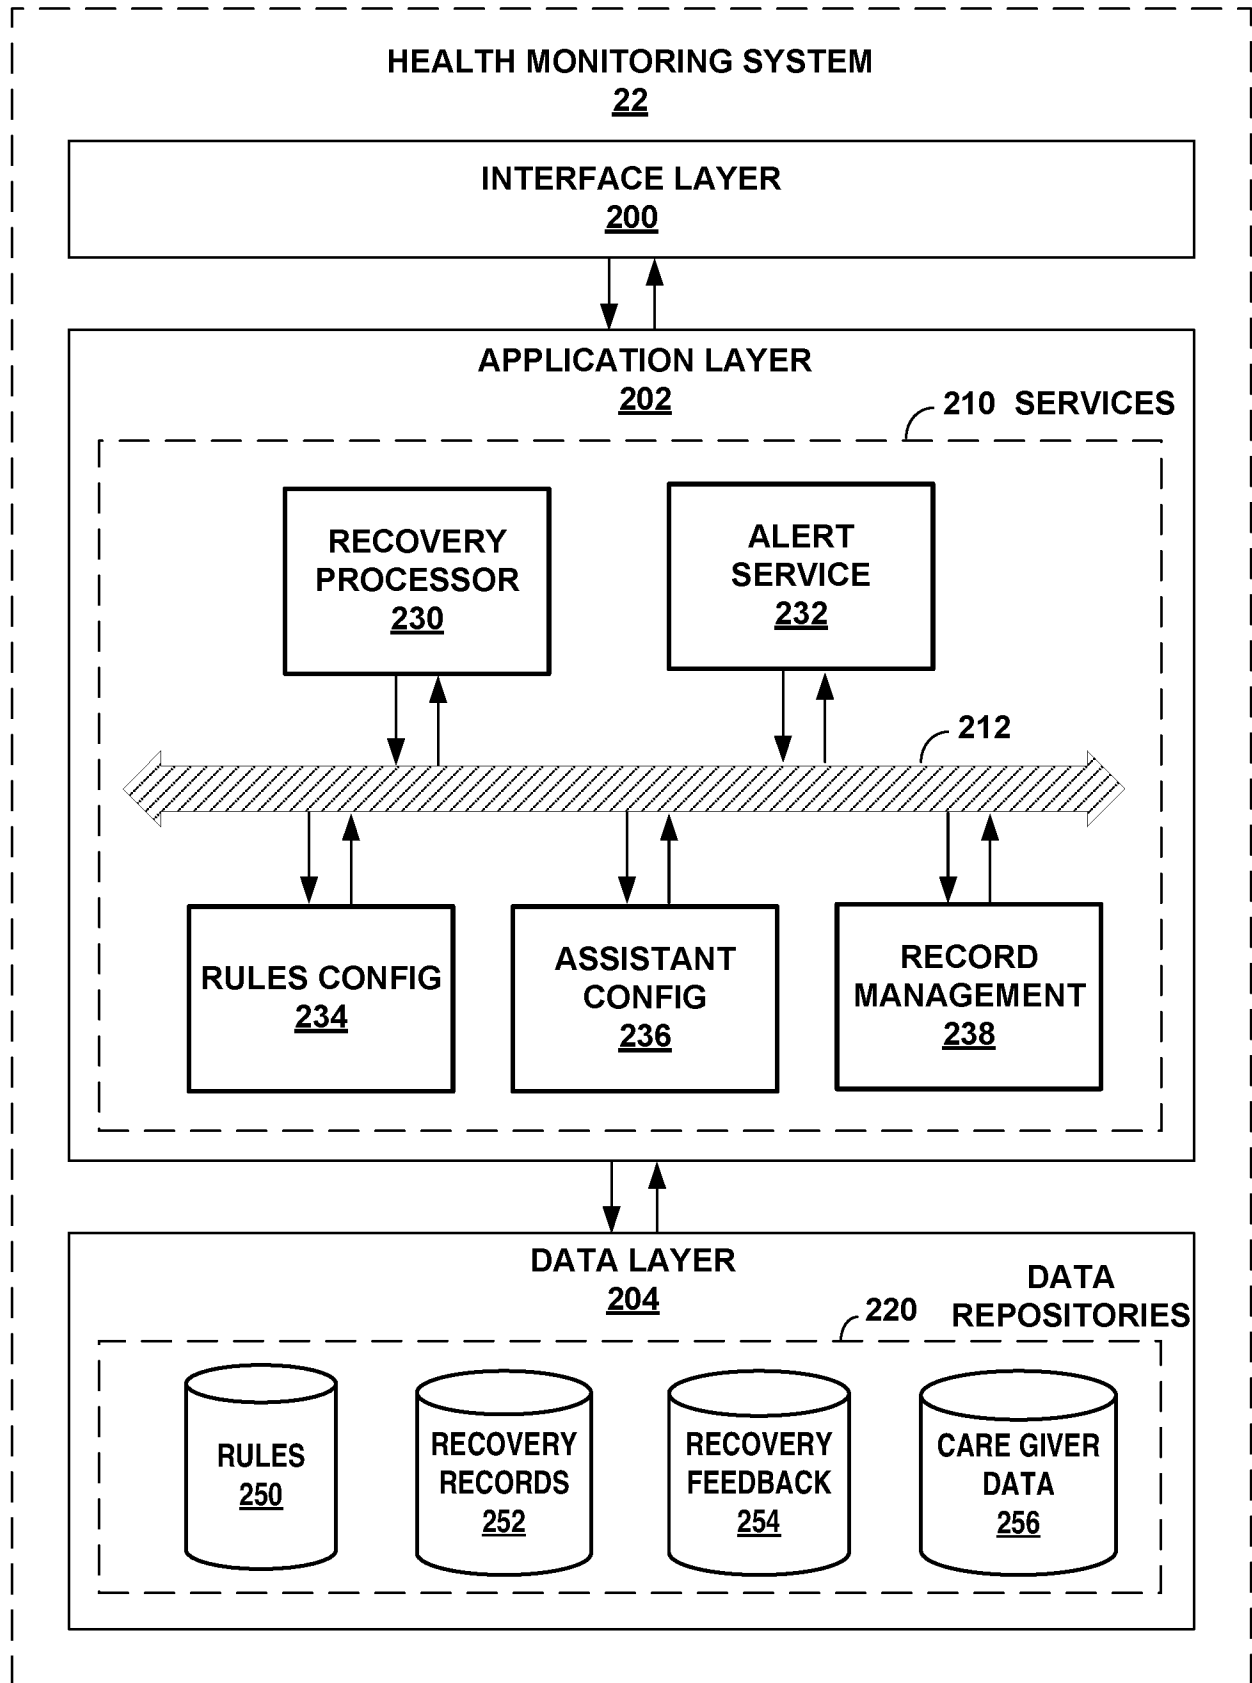 HEALTH MONITORING SYSTEM
22
INTERFACE LAYER
200
APPLICATION LAYER
202
210 SERVICES
RECOVERY
PROCESSOR
230
ALERT
SERVICE
232
212
RULES CONFIG
234
ASSISTANT
CONFIG
236
RECORD
MANAGEMENT
238
DATA LAYER
204
220
DATA
REPOSITORIES
RULES
250
RECOVERY
RECORDS
252
RECOVERY
FEEDBACK
254
CARE GIVER
DATA
256